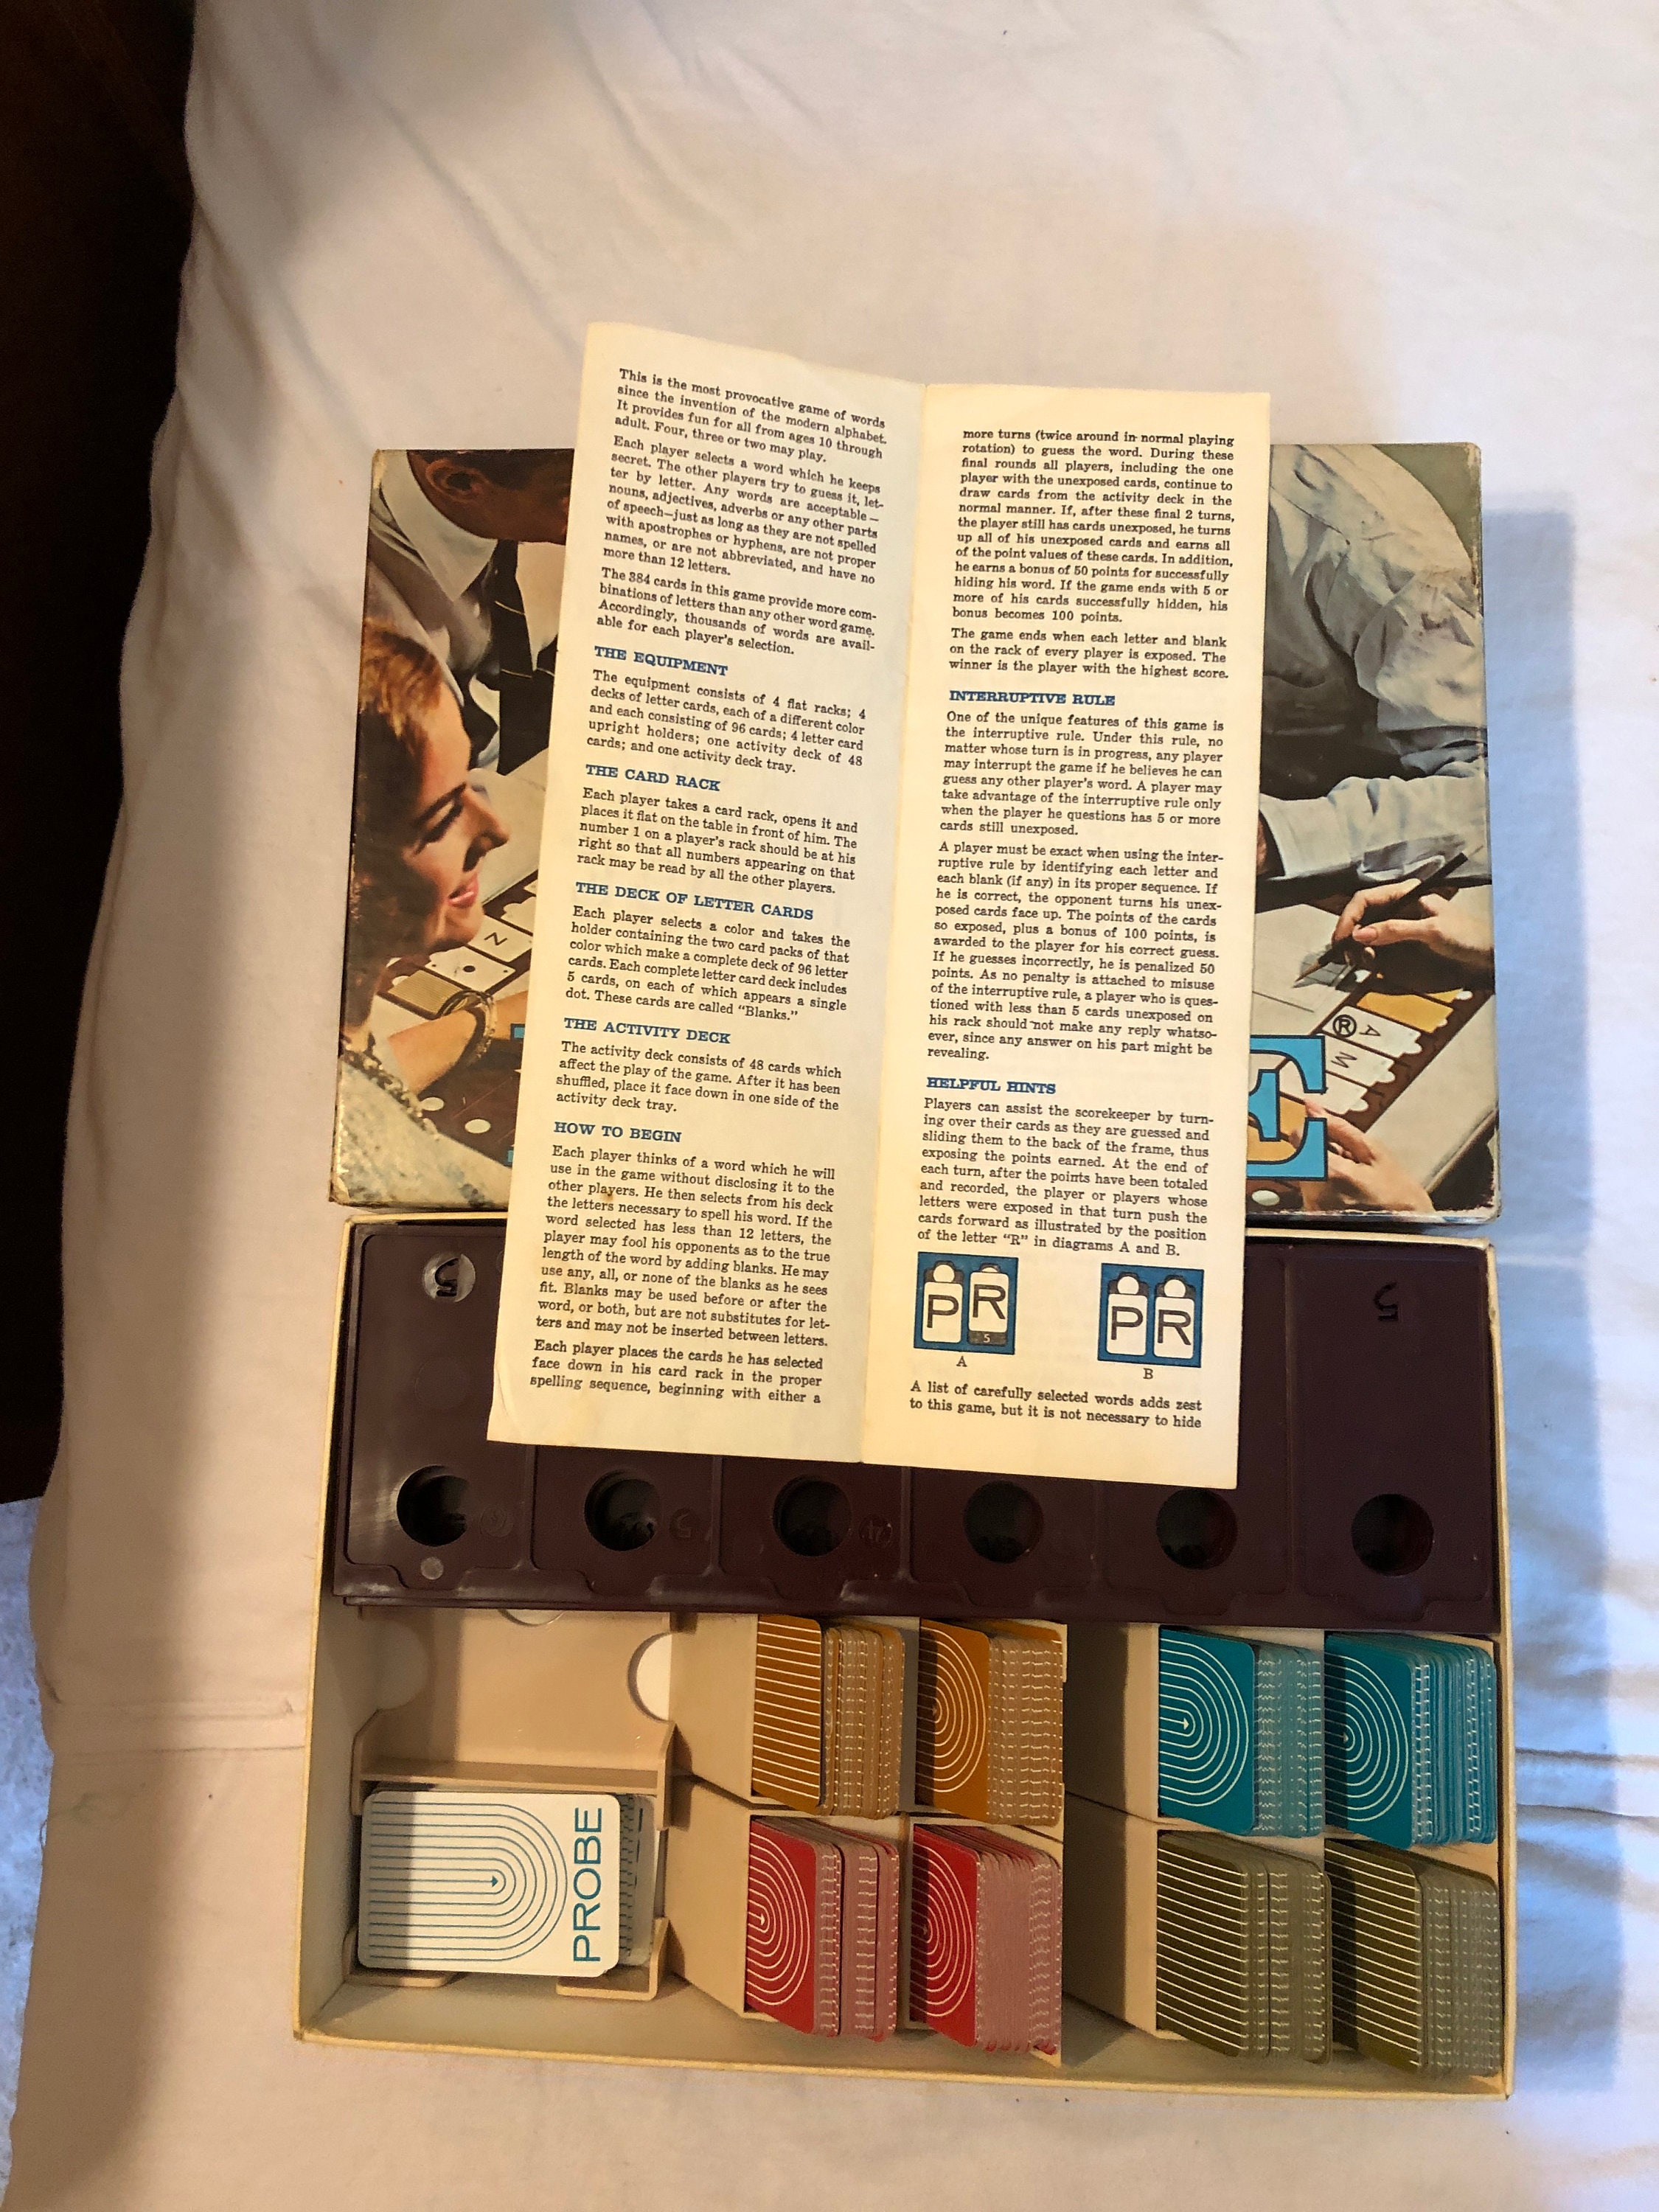 This is the most provocative game of words
since the invention of the modern alphabet.
It provides fun for all from ages 10 through
adult. Four, three or two may play.
Each player selects a word which he keeps
secret. The other players try to guess it, let-
ter by letter. Any words are acceptable—
nouns, adjectives, adverbs or any other parts
of speech—just as long as they are not spelled
with apostrophes or hyphens, are not proper
names, or are not abbreviated, and have no
more than 12 letters.
The 384 cards in this game provide more com-
binations of letters than any other word game.
Accordingly, thousands of words are avail-
able for each player's selection.
THE EQUIPMENT
The equipment consists of 4 flat racks; 4
decks of letter cards, each of a different color
and each consisting of 96 cards; 4 letter card
upright holders; one activity deck of 48
cards; and one activity deck tray.
THE CARD RACK
Each player takes a card rack, opens it and
places it flat on the table in front of him. The
number 1 on a player's rack should be at his
right so that all numbers appearing on that
rack may be read by all the other players.
THE DECK OF LETTER CARDS
Each player selects a color and takes the
holder containing the two card packs of that
color which make a complete deck of 96 letter
cards. Each complete letter card deck includes
5 cards, on each of which appears a single
dot. These cards are called "Blanks."
THE ACTIVITY DECK
The activity deck consists of 48 cards which
affect the play of the game. After it has been
shuffled, place it face down in one side of the
activity deck tray.
HOW TO BEGIN
Each player thinks of a word which he will
use in the game without disclosing it to the
other players. He then selects from his deck
the letters necessary to spell his word. If the
word selected has less than 12 letters, the
player may fool his opponents as to the true
length of the word by adding blanks. He may
use any, all, or none of the blanks as he sees
fit. Blanks may be used before or after the
word, or both, but are not substitutes for let-
ters and may not be inserted between letters.
Each player places the cards he has selected
face down in his card rack in the proper
spelling sequence, beginning with either a
more turns (twice around in normal playing
rotation) to guess the word. During these
final rounds all players, including the one
player with the unexposed cards, continue to
draw cards from the activity deck in the
normal manner. If, after these final 2 turns,
the player still has cards unexposed, he turns
up all of his unexposed cards and earns all
of the point values of these cards. In addition,
he earns a bonus of 50 points for successfully
hiding his word. If the game ends with 5 or
more of his cards successfully hidden, his
bonus becomes 100 points.
The game ends when each letter and blank
on the rack of every player is exposed. The
winner is the player with the highest score.
INTERRUPTIVE RULE
One of the unique features of this game is
the interruptive rule. Under this rule, no
matter whose turn is in progress, any player
may interrupt the game if he believes he can
guess any other player's word. A player may
take advantage of the interruptive rule only
when the player he questions has 5 or more
cards still unexposed.
A player must be exact when using the inter-
ruptive rule by identifying each letter and
each blank (if any) in its proper sequence. If
he is correct, the opponent turns his unex-
posed cards face up. The points of the cards
so exposed, plus a bonus of 100 points, is
awarded to the player for his correct guess.
If he guesses incorrectly, he is penalized 50
points. As no penalty is attached to misuse
of the interruptive rule, a player who is ques-
tioned with less than 5 cards unexposed on
his rack should not make any reply whatso-
ever, since any answer on his part might be
revealing.
HELPFUL HINTS
Players can assist the scorekeeper by turn-
ing over their cards as they are guessed and
sliding them to the back of the frame, thus
exposing the points earned. At the end of
each turn, after the points have been totaled
and recorded, the player or players whose
letters were exposed in that turn push the
cards forward as illustrated by the position
of the letter "R" in diagrams A and B.
P R 5
A
P R
B
A list of carefully selected words adds zest
to this game, but it is not necessary to hide
N
®
A
M
E
5
5
PROBE